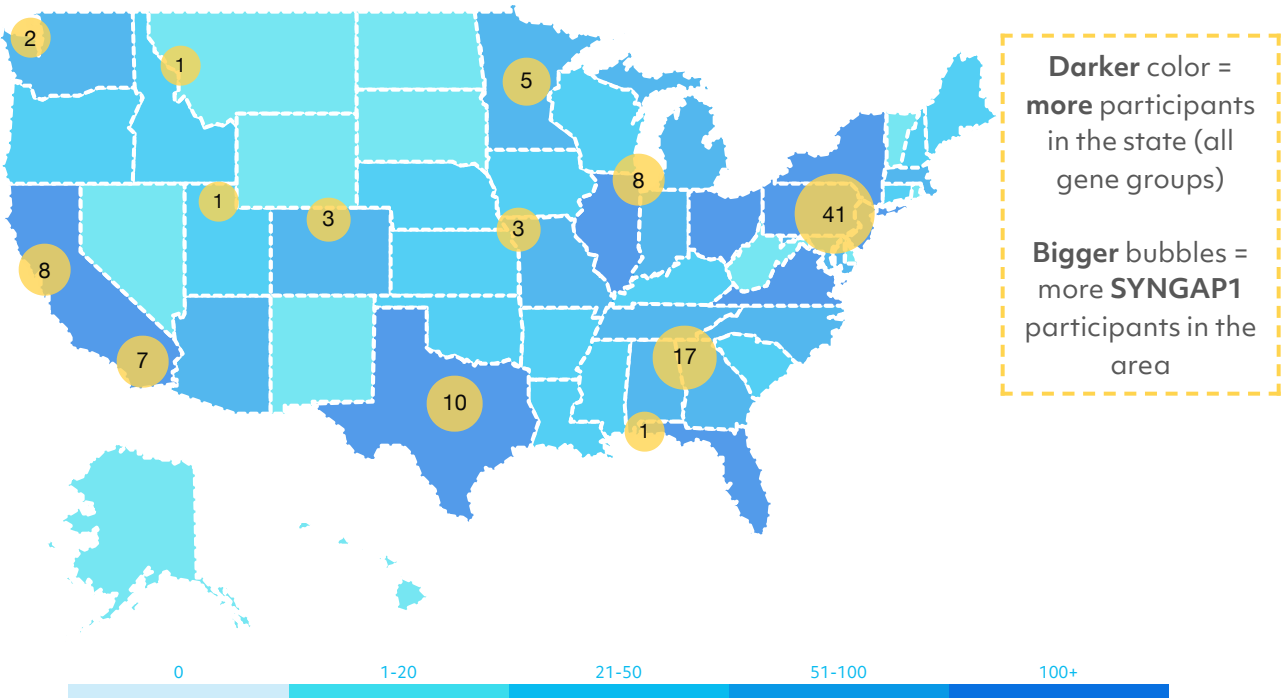 2
1
5
8
1
3
3
41
8
7
17
10
1
Darker color =
more participants
in the state (all
gene groups)
Bigger bubbles =
more SYNGAP1
participants in the
area
0
1-20
21-50
51-100
100+